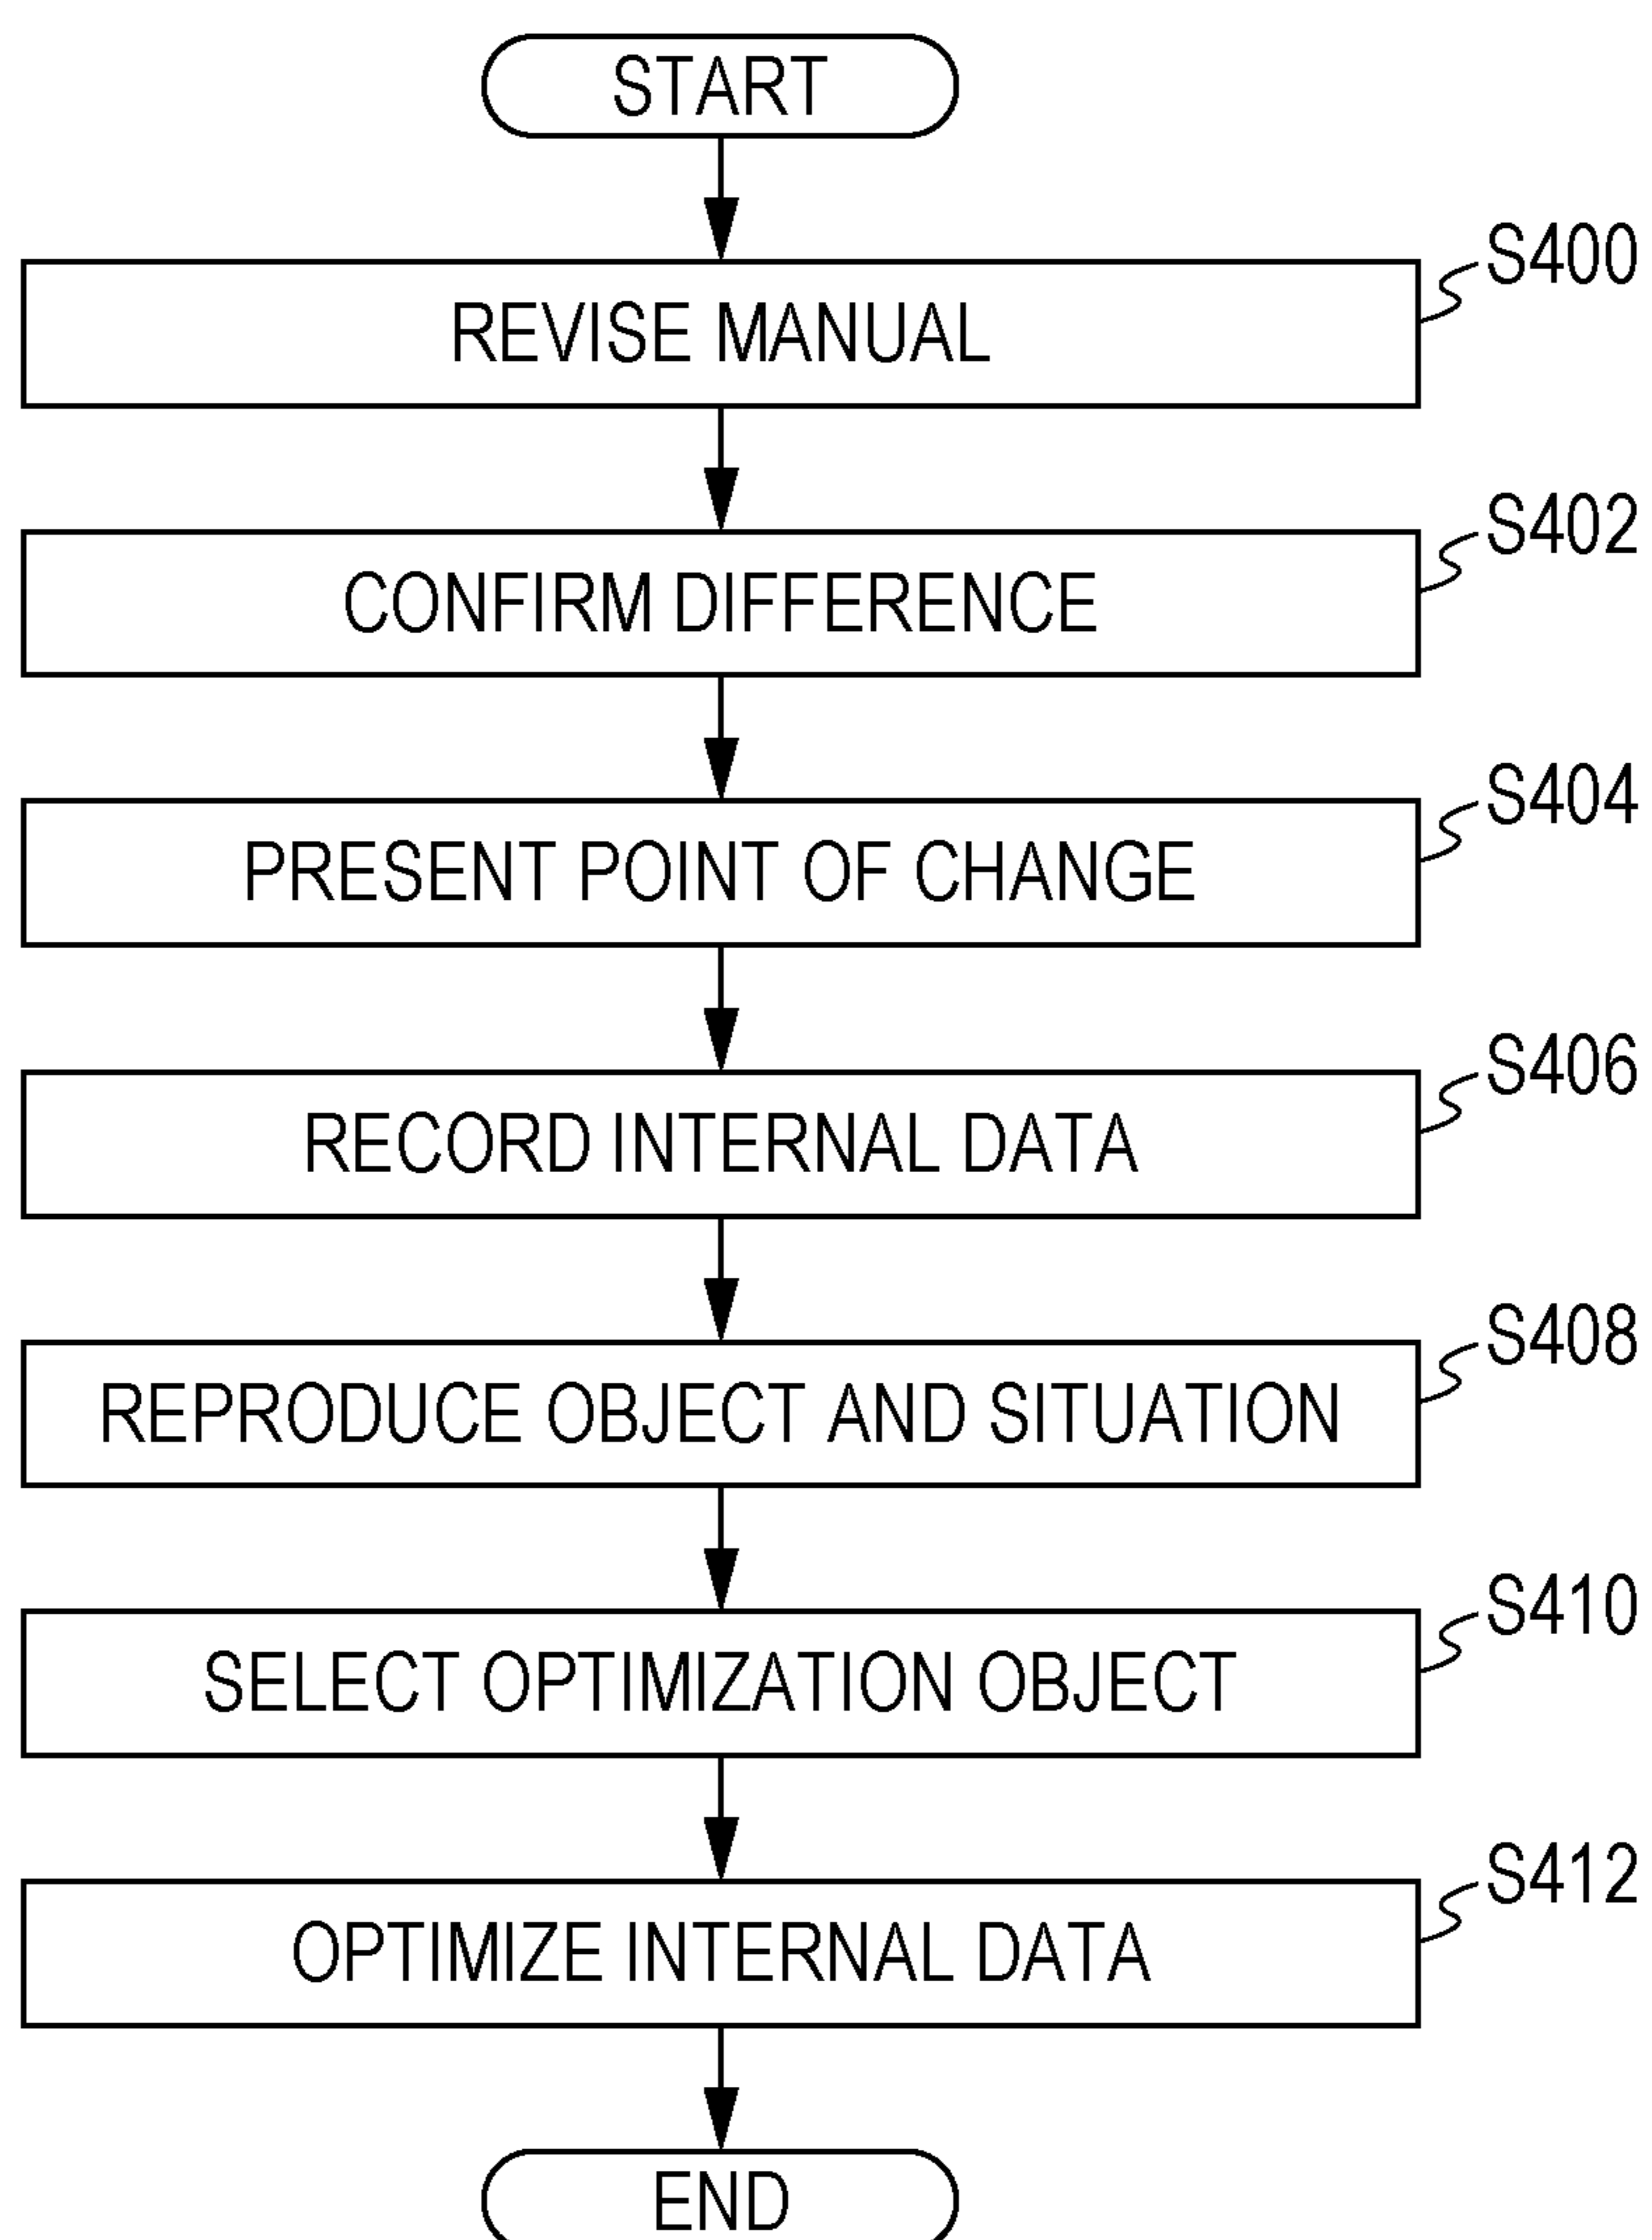 START
S400
REVISE MANUAL
S402
CONFIRM DIFFERENCE
S404
PRESENT POINT OF CHANGE
S406
RECORD INTERNAL DATA
S408
REPRODUCE OBJECT AND SITUATION
S410
SELECT OPTIMIZATION OBJECT
S412
OPTIMIZE INTERNAL DATA
END